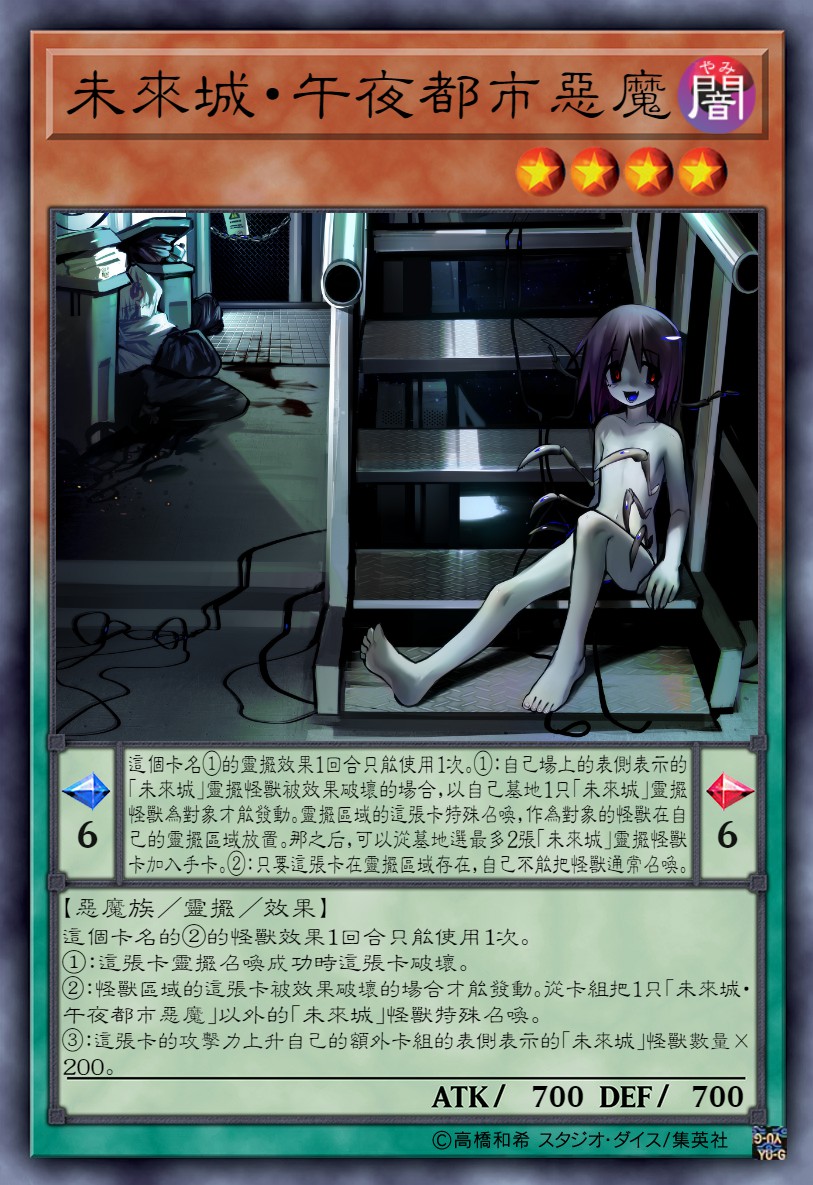 未來城・午夜都市惡魔
やみ
闇
這個卡名①的靈擺效果1回合只能使用1次。①:自己場上的表側表示的
「未來城」靈擺怪獸被效果破壞的場合,以自己墓地1只「未來城」靈擺
怪獸為對象才能發動。靈擺區域的這張卡特殊召喚,作為對象的怪獸在自
己的靈擺區域放置。那之后,可以從墓地選最多2張「未來城」靈擺怪獸
卡加入手卡。②:只要這張卡在靈擺區域存在,自己不能把怪獸通常召喚。
6
6
【惡魔族／靈擺／效果】
這個卡名的②的怪獸效果1回合只能使用1次。
①:這張卡靈擺召喚成功時這張卡破壞。
②:怪獸區域的這張卡被效果破壞的場合才能發動。從卡組把1只「未來城・
午夜都市惡魔」以外的「未來城」怪獸特殊召喚。
③:這張卡的攻擊力上升自己的額外卡組的表側表示的「未來城」怪獸數量×
200。
ATK/ 700 DEF/ 700
©高橋和希 スタジオ・ダイス/集英社
YU-G